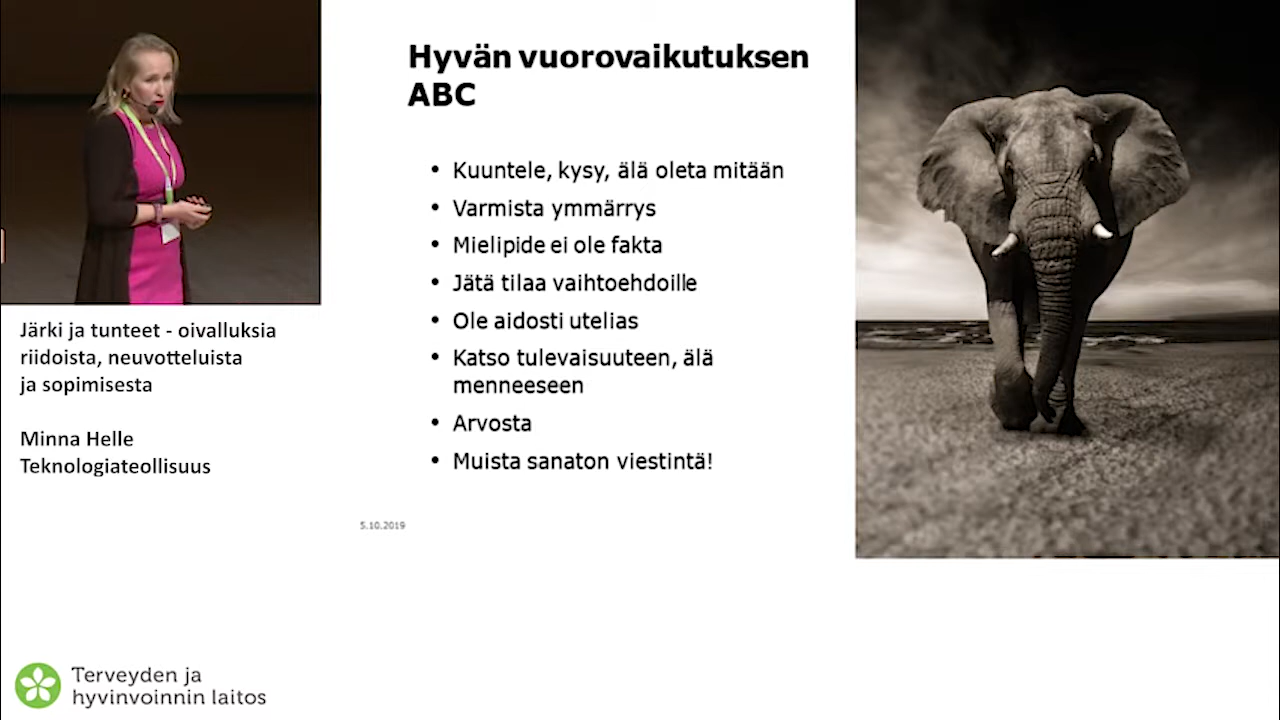 Hyvän vuorovaikutuksen
ABC
• Kuuntele, kysy, älä oleta mitään
• Varmista ymmärrys
• Mielipide ei ole fakta
• Jätä tilaa vaihtoehdoille
• Ole aidosti utelias
• Katso tulevaisuuteen, älä
menneeseen
• Arvosta
• Muista sanaton viestintä!
5.10.2019
Järki ja tunteet - oivalluksia
riidoista, neuvotteluista
ja sopimisesta
Minna Helle
Teknologiateollisuus
Terveyden ja
hyvinvoinnin laitos